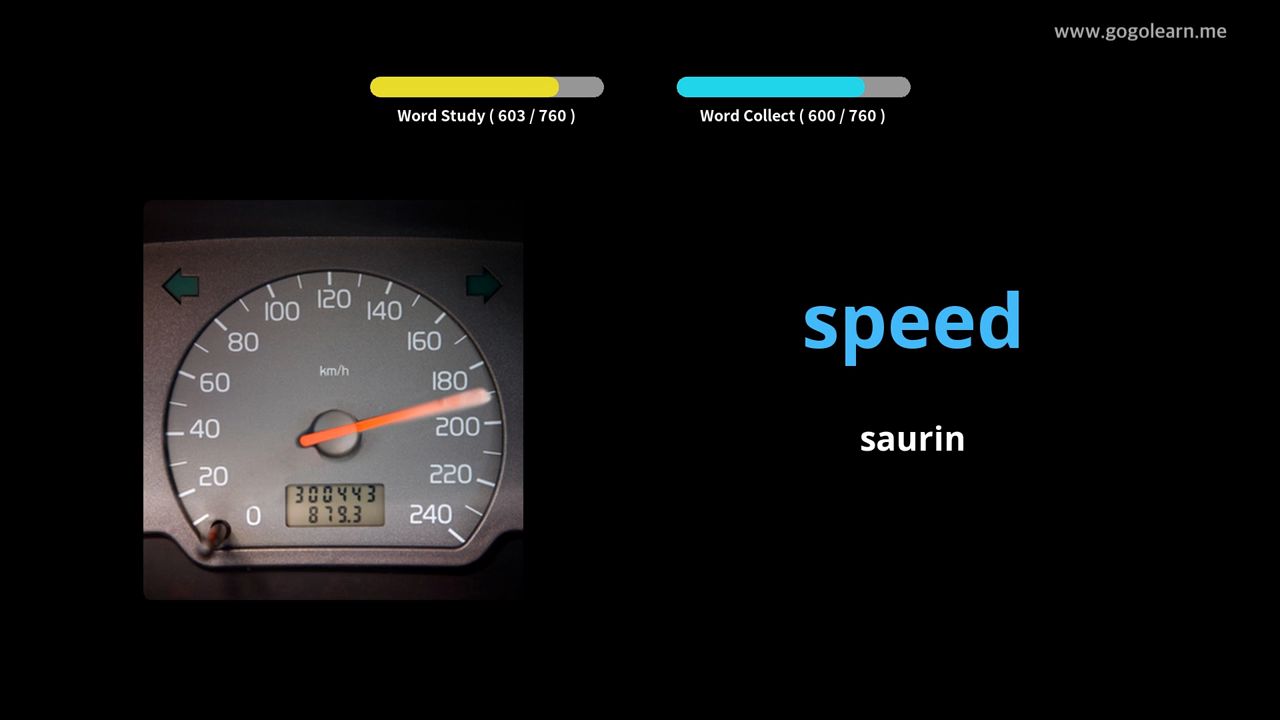 www.gogolearn.me
Word Study ( 603 / 760 )
Word Collect ( 600 / 760 )
120
100
140
80
160
km/h
60
180
speed
40
200
saurin
20
220
300443
0
240
879.3